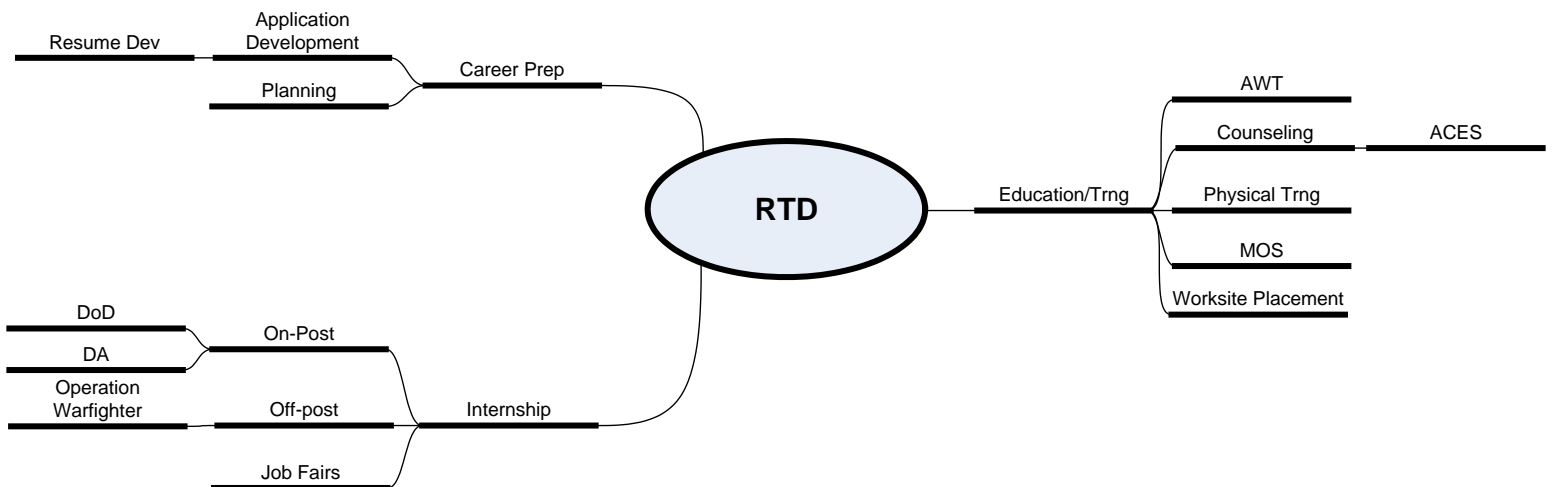 Resume Dev
Application
Development
Planning
Career Prep
RTD
Education/Trng
AWT
Counseling
ACES
Physical Trng
MOS
Worksite Placement
DoD
DA
On-Post
Operation
Warfighter
Off-post
Internship
Job Fairs